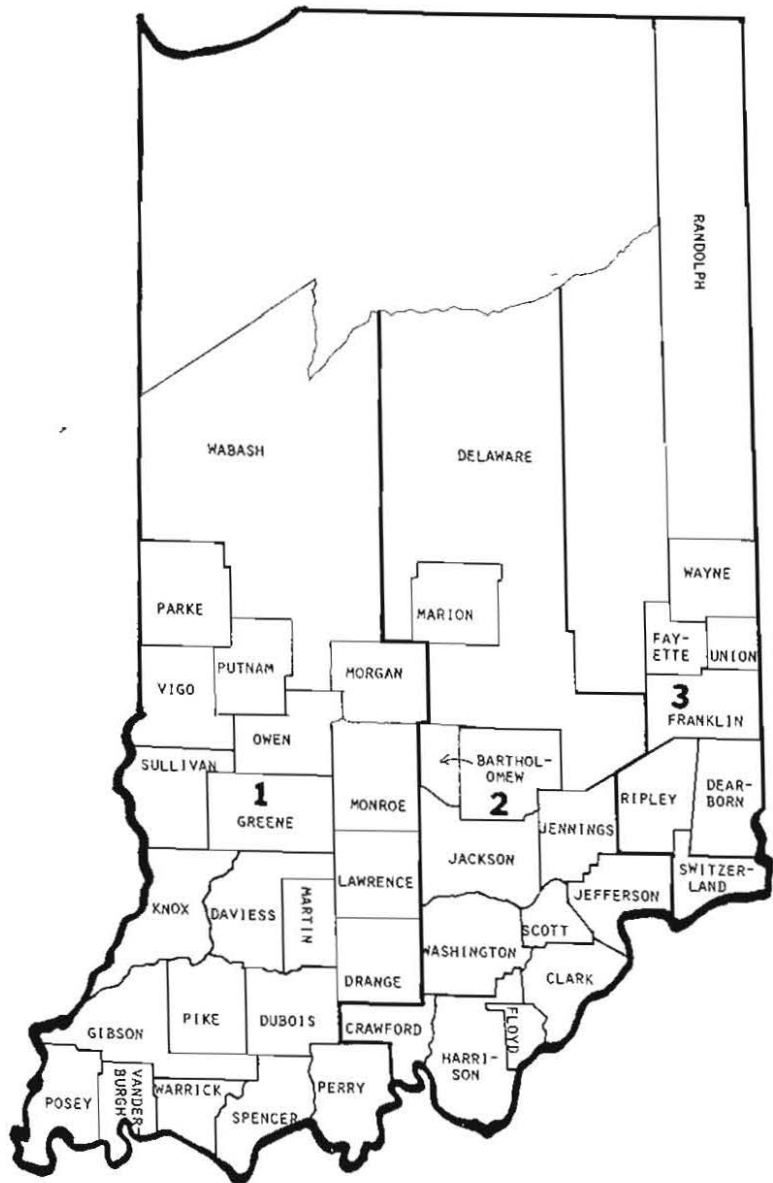 RANDOLPH
WABASH
DELAWARE
WAYNE
PARKE
MARION
FAY-
ETTE
UNION
PUTNAM
MORGAN
VIGO
3
FRANKLIN
OWEN
SULLIVAN
BARTHOL-
OMEW
DEAR-
BORN
1
GREENE
MONROE
2
RIPLEY
JENNINGS
JACKSON
SWITZER-
LAND
LAWRENCE
JEFFERSON
KNOX
DAVIESS
MARTIN
SCOTT
WASHINGTON
CLARK
DRANGE
PIKE
DUBOIS
GIBSON
CRAWFORD
FLOYD
HARRI-
SON
VANDER-
BURGH
WARRICK
PERRY
POSEY
SPENCER